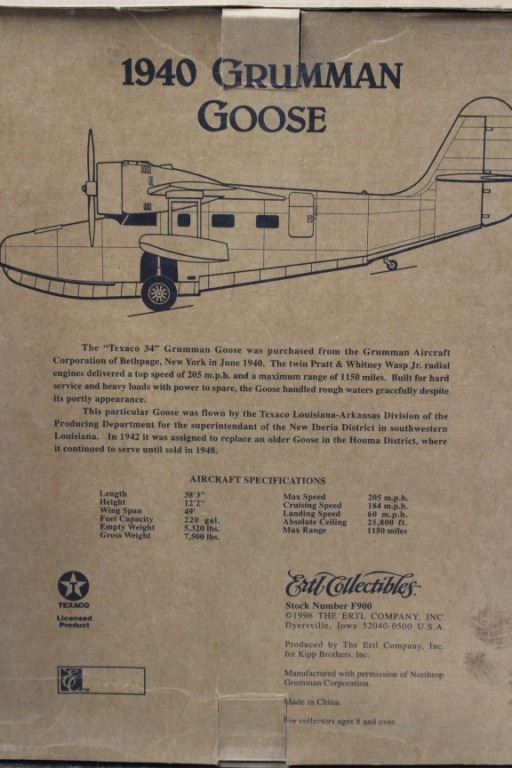 1940 GRUMMAN
GOOSE
The "Texaco 34" Grumman Goose was purchased from the Grumman Aircraft
Corporation of Bethpage, New York in June 1940. The twin Pratt & Whitney Wasp Jr. radial
engines delivered a top speed of 205 m.p.h. and a maximum range of 1150 miles. Built for hard
service and heavy loads with power to spare, the Goose handled rough waters gracefully despite
its portly appearance.
This particular Goose was flown by the Texaco Louisiana-Arkansas Division of the
Producing Department for the superintendant of the New Iberia District in southwestern
Louisiana. In 1942 it was assigned to replace an older Goose in the Houma District, where
it continued to serve until sold in 1948.
AIRCRAFT SPECIFICATIONS
Length 38'3"
Height 12'2"
Wing Span 49'
Fuel Capacity 220 gal.
Empty Weight 5,320 lbs.
Gross Weight 7,500 lbs.
Max Speed 205 m.p.h.
Cruising Speed 184 m.p.h.
Landing Speed 60 m.p.h.
Absolute Ceiling 25,800 ft.
Max Range 1150 miles
T
TEXACO
Licensed
Product
Ertl Collectibles
Stock Number F900
©1996 THE ERTL COMPANY, INC.
Dyersville, Iowa 52040-0500 U.S.A.
Produced by The Ertl Company, Inc.
for Kipp Brothers, Inc.
Manufactured with permission of Northrop
Grumman Corporation.
Made in China.
For collectors ages 8 and over